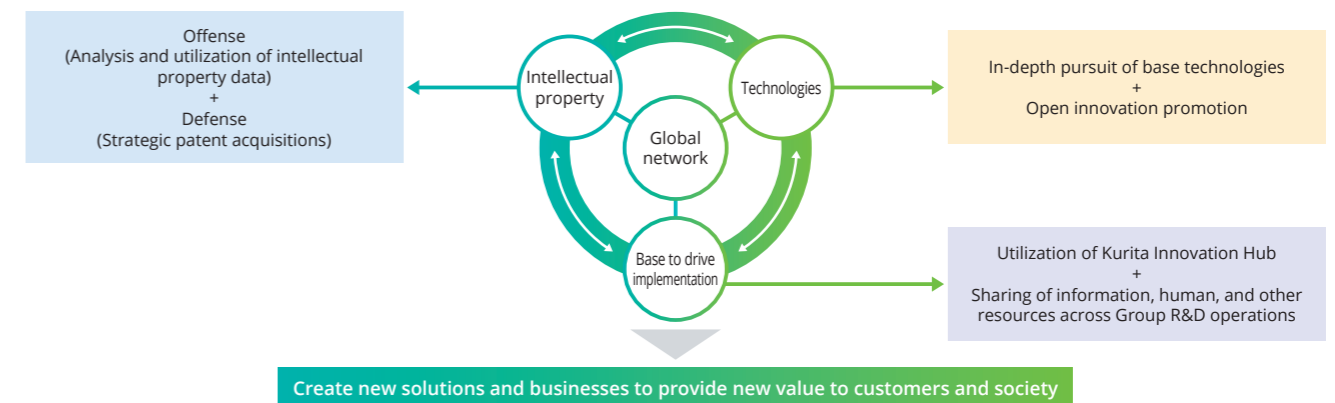 Offense
(Analysis and utilization of intellectual
property data)
+
Defense
(Strategic patent acquisitions)
Intellectual
property
Technologies
Global
network
Base to drive
implementation
In-depth pursuit of base technologies
+
Open innovation promotion
Utilization of Kurita Innovation Hub
+
Sharing of information, human, and other
resources across Group R&D operations
Create new solutions and businesses to provide new value to customers and society